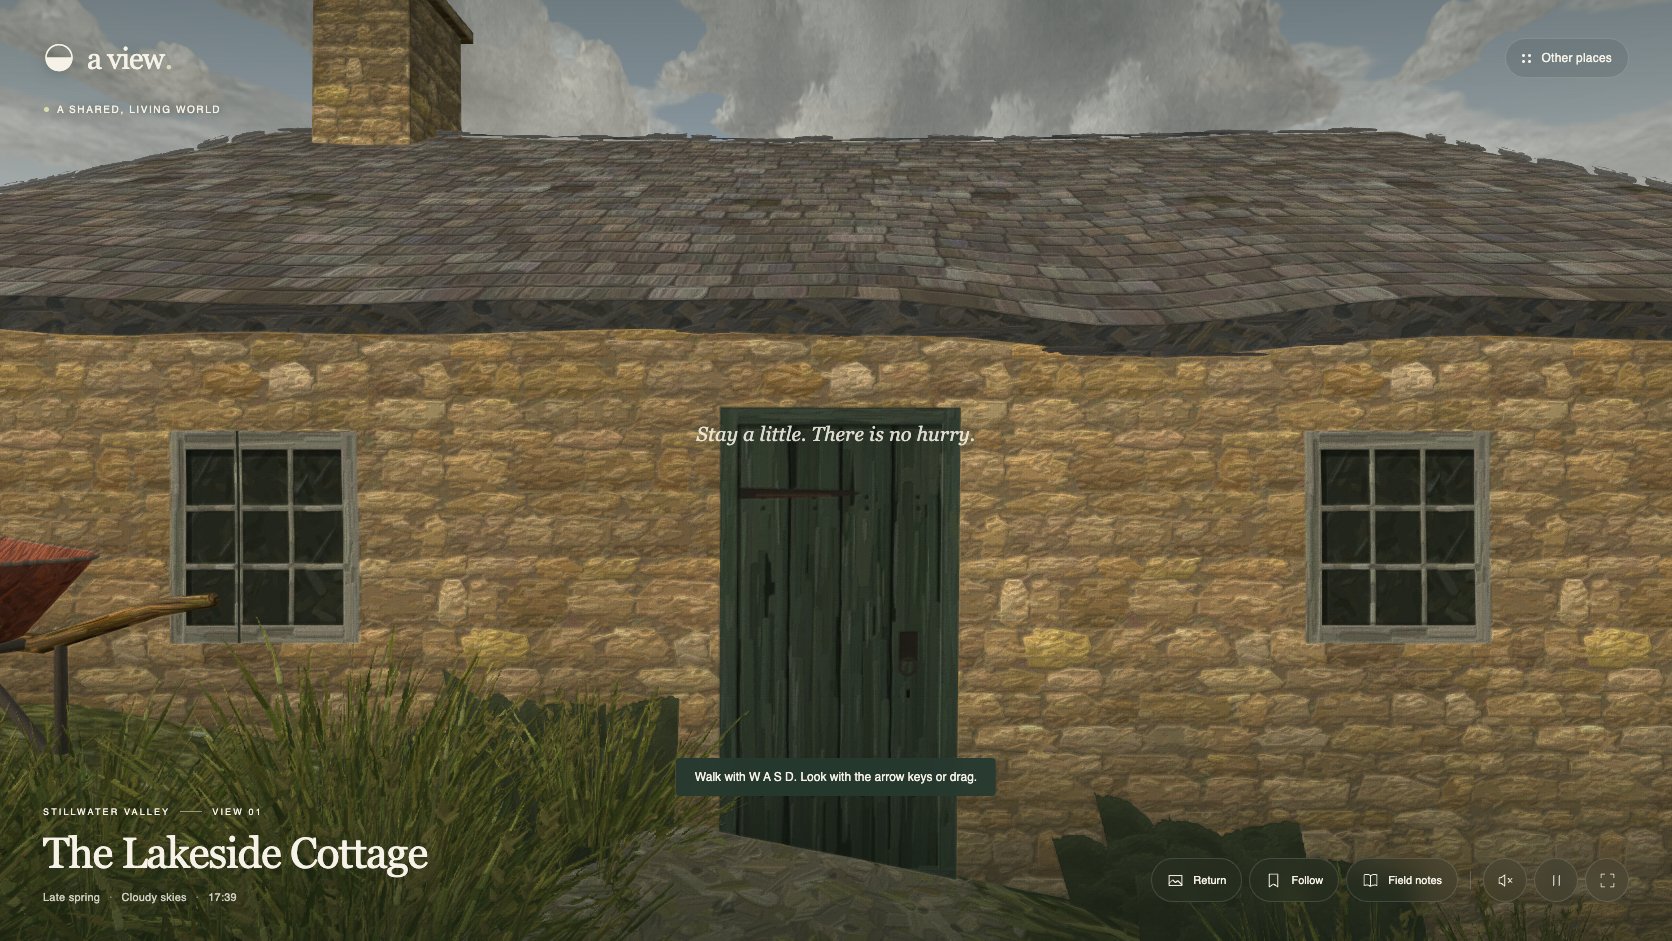 a view.
Other places
A SHARED, LIVING WORLD
Stay a little. There is no hurry.
Walk with W A S D. Look with the arrow keys or drag.
STILLWATER VALLEY — VIEW 01
The Lakeside Cottage
Late spring · Cloudy skies · 17:39
Return
Follow
Field notes